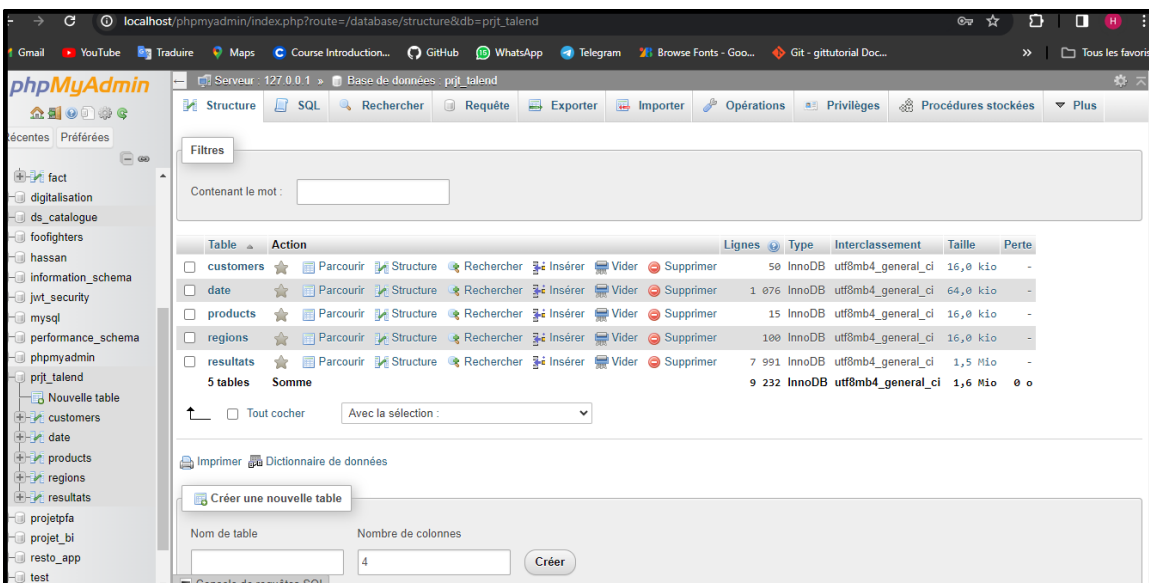 localhost/phpmyadmin/index.php?route=/database/structure&db=prjt_talend
H
Gmail YouTube Traduire Maps Course Introduction... GitHub WhatsApp Telegram Browse Fonts - Goo... Git - gittutorial Doc... » Tous les favoris
phpMyAdmin
Récentes Préférées
fact
digitalisation
ds_catalogue
foofighters
hassan
information_schema
jwt_security
mysql
performance_schema
phpmyadmin
prjt_talend
Nouvelle table
customers
date
products
regions
resultats
projetpfa
projet_bi
resto_app
test
Serveur : 127.0.0.1 » Base de données : prjt_talend
Structure SQL Rechercher Requête Exporter Importer Opérations Privilèges Procédures stockées Plus
Filtres
Contenant le mot :
Table Action Lignes Type Interclassement Taille Perte
customers Parcourir Structure Rechercher Insérer Vider Supprimer 50 InnoDB utf8mb4_general_ci 16,0 kio -
date Parcourir Structure Rechercher Insérer Vider Supprimer 1 076 InnoDB utf8mb4_general_ci 64,0 kio -
products Parcourir Structure Rechercher Insérer Vider Supprimer 15 InnoDB utf8mb4_general_ci 16,0 kio -
regions Parcourir Structure Rechercher Insérer Vider Supprimer 100 InnoDB utf8mb4_general_ci 16,0 kio -
resultats Parcourir Structure Rechercher Insérer Vider Supprimer 7 991 InnoDB utf8mb4_general_ci 1,5 Mio -
5 tables Somme 9 232 InnoDB utf8mb4_general_ci 1,6 Mio 0 o
Tout cocher Avec la sélection :
Imprimer Dictionnaire de données
Créer une nouvelle table
Nom de table Nombre de colonnes
4 Créer
Console de requêtes SQL